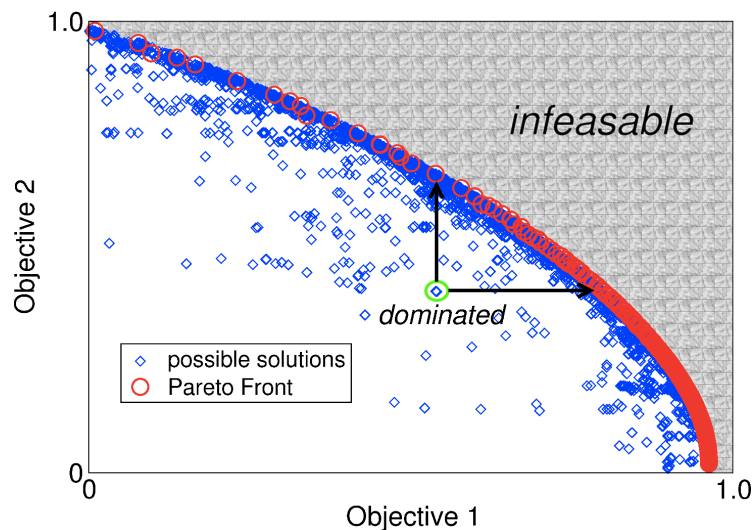 1.0
infeasable
Objective 2
dominated
possible solutions
Pareto Front
0
0
1.0
Objective 1